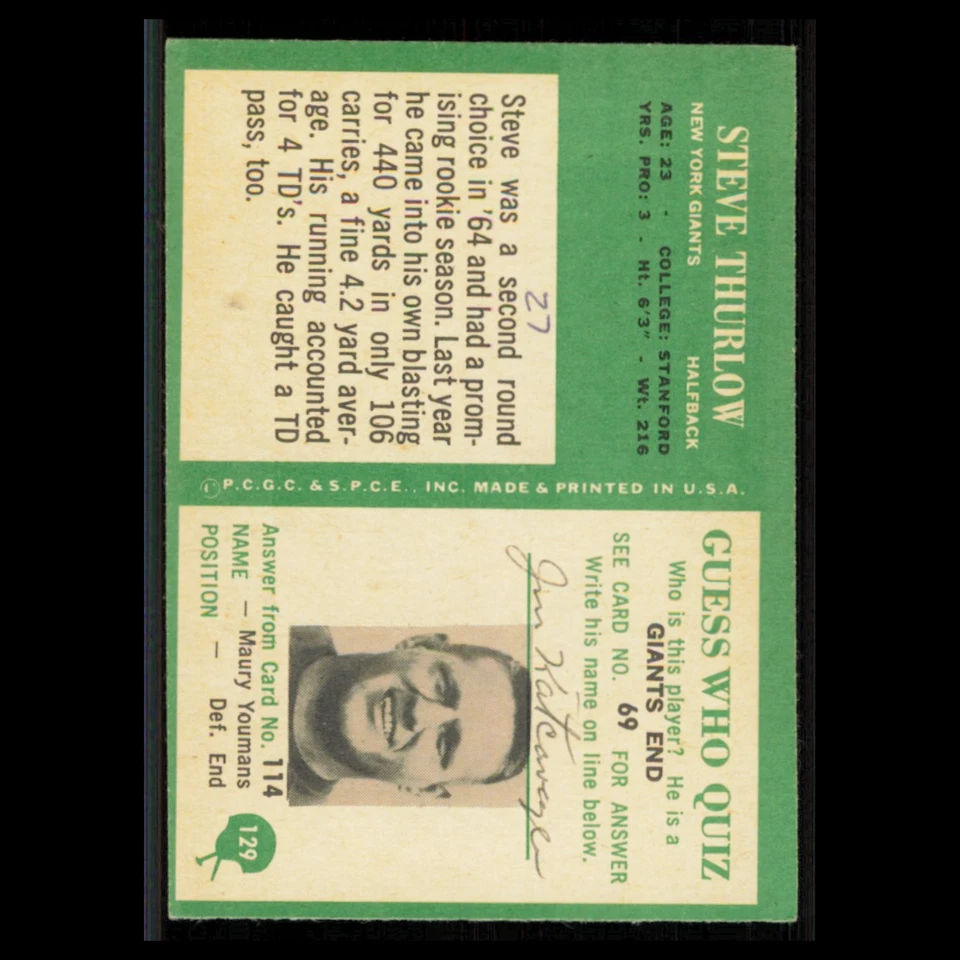 STEVE THURLOW
NEW YORK GIANTS HALFBACK
AGE: 23 - COLLEGE: STANFORD
YRS. PRO: 3 - Ht. 6'3" - Wt. 216
27
Steve was a second round
choice in '64 and had a prom-
ising rookie season. Last year
he came into his own blasting
for 440 yards in only 106
carries, a fine 4.2 yard aver-
age. His running accounted
for 4 TD's. He caught a TD
pass, too.
© P.C.G.C. & S.P.C.E., INC. MADE & PRINTED IN U.S.A.
GUESS WHO QUIZ
Who is this player? He is a
GIANTS END
SEE CARD NO. 69 FOR ANSWER
Write his name on line below.
Jim Katcavage
Answer from Card No. 114
NAME — Maury Youmans
POSITION — Def. End
129